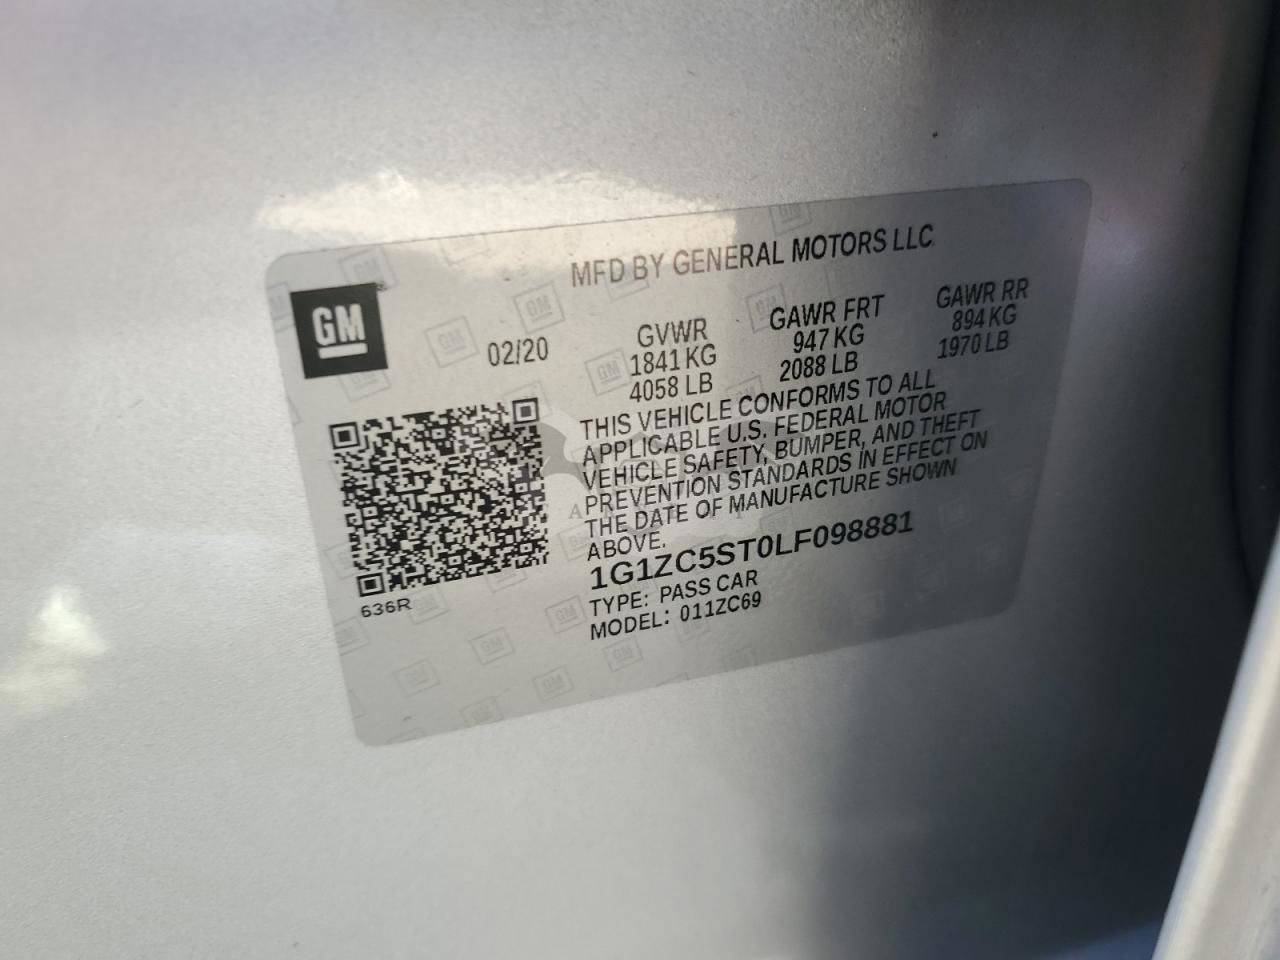 MFD BY GENERAL MOTORS LLC
GM
02/20
GVWR
1841 KG
4058 LB
GAWR FRT
947 KG
2088 LB
GAWR RR
894 KG
1970 LB
THIS VEHICLE CONFORMS TO ALL
APPLICABLE U.S. FEDERAL MOTOR
VEHICLE SAFETY, BUMPER, AND THEFT
PREVENTION STANDARDS IN EFFECT ON
THE DATE OF MANUFACTURE SHOWN
ABOVE.
1G1ZC5ST0LF098881
TYPE: PASS CAR
MODEL: 011ZC69
636R